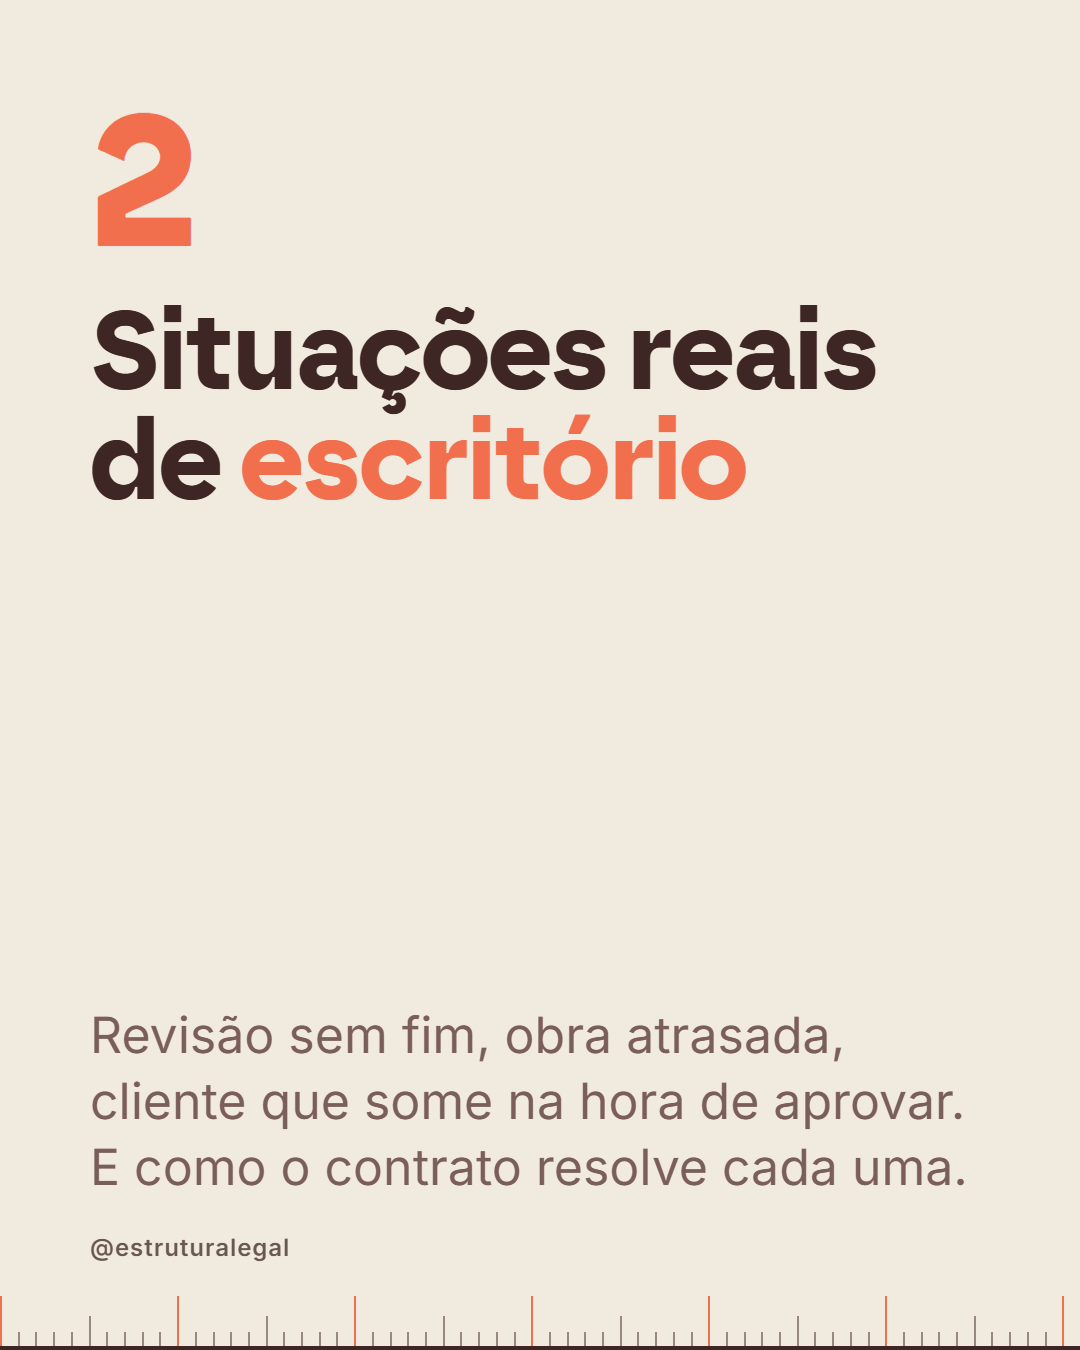 2
Situações reais
de escritório
Revisão sem fim, obra atrasada,
cliente que some na hora de aprovar.
E como o contrato resolve cada uma.
@estruturalegal